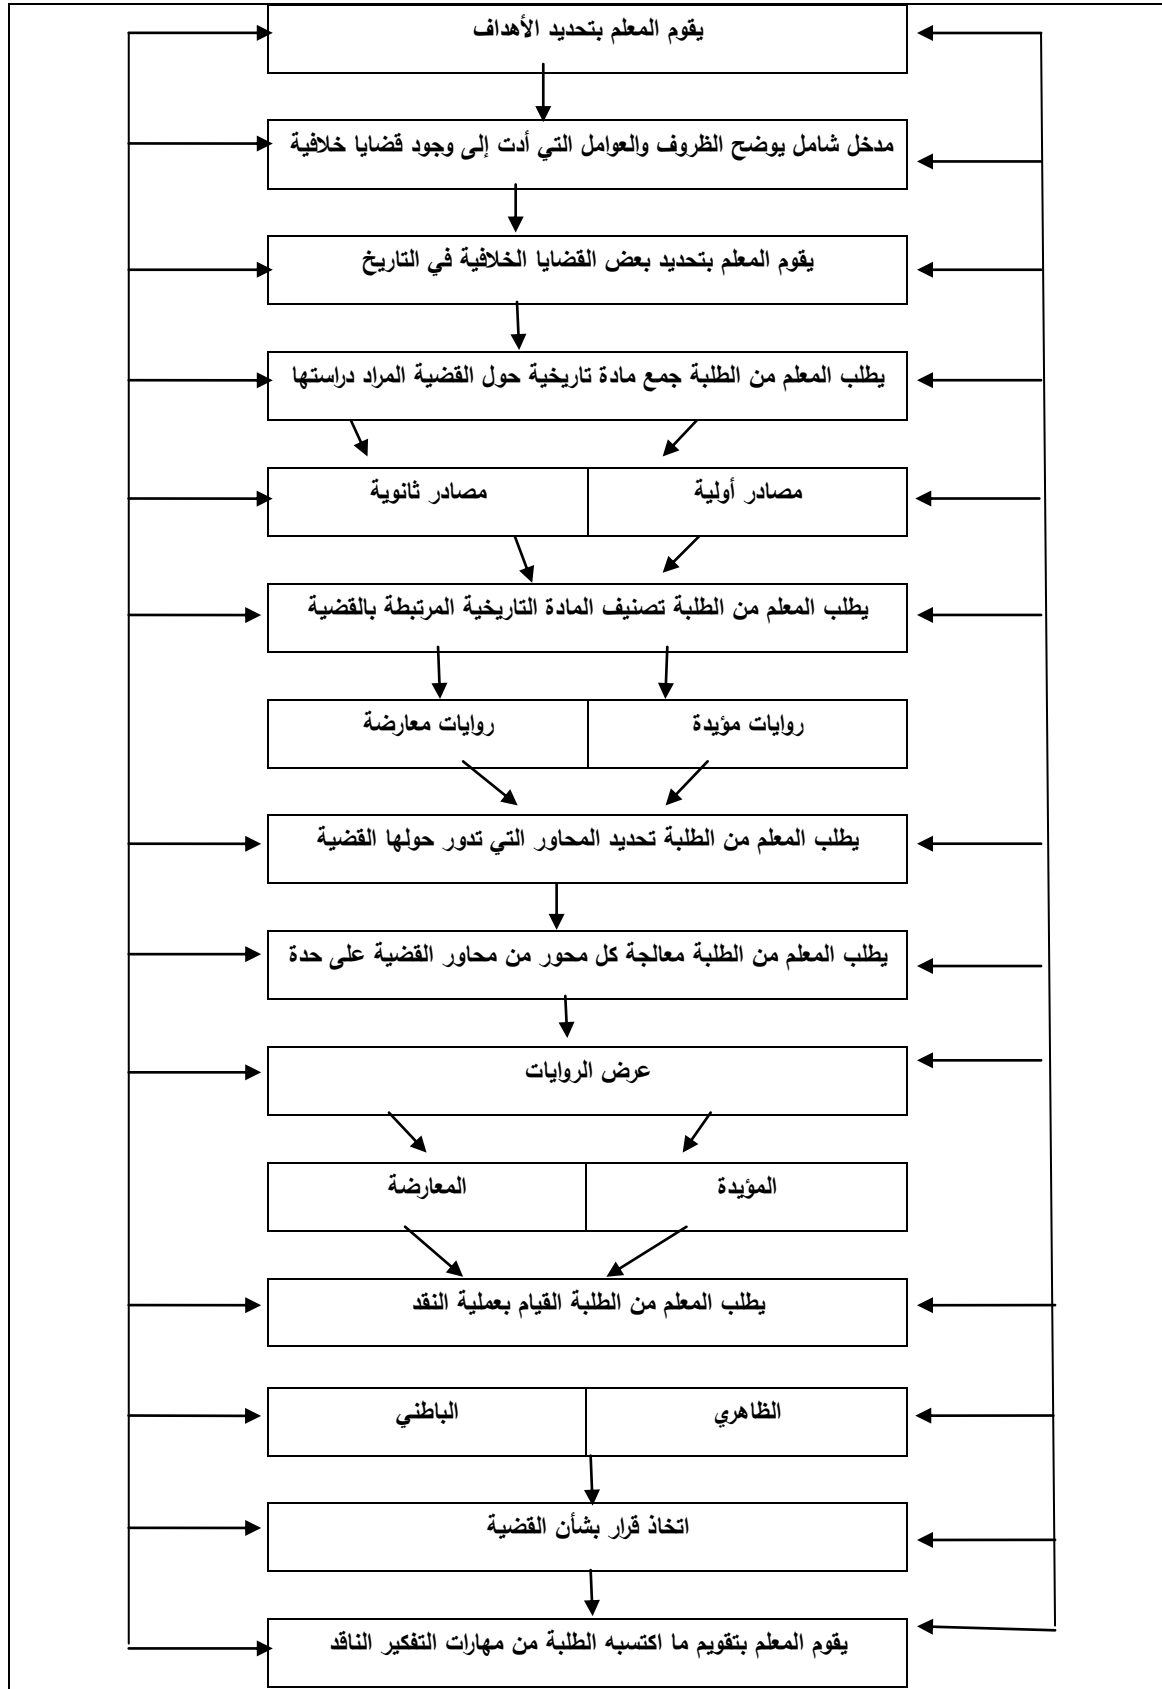 يقوم المعلم بتحديد الأهداف
مدخل شامل يوضح الظروف والعوامل التي أدت إلى وجود قضايا خلافية
يقوم المعلم بتحديد بعض القضايا الخلافية في التاريخ
يطلب المعلم من الطلبة جمع مادة تاريخية حول القضية المراد دراستها
مصادر أولية
مصادر ثانوية
يطلب المعلم من الطلبة تصنيف المادة التاريخية المرتبطة بالقضية
روايات مؤيدة
روايات معارضة
يطلب المعلم من الطلبة تحديد المحاور التي تدور حولها القضية
يطلب المعلم من الطلبة معالجة كل محور من محاور القضية على حدة
عرض الروايات
المؤيدة
المعارضة
يطلب المعلم من الطلبة القيام بعملية النقد
الظاهري
الباطني
اتخاذ قرار بشأن القضية
يقوم المعلم بتقويم ما اكتسبه الطلبة من مهارات التفكير الناقد